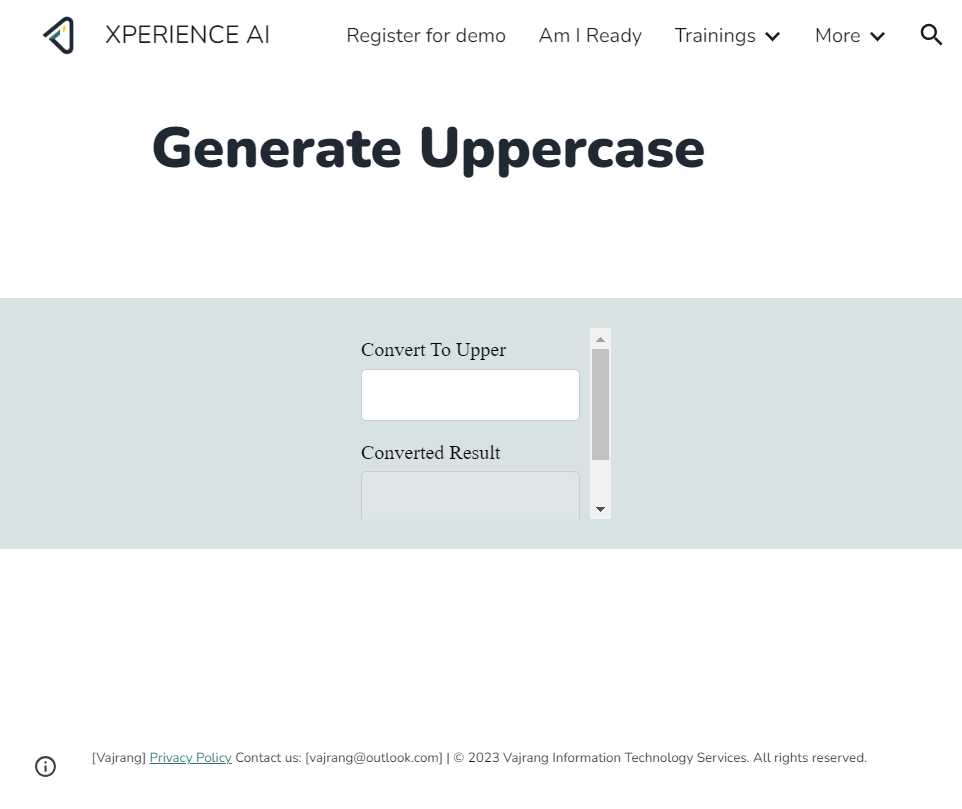 XPERIENCE AI Register for demo Am I Ready Trainings More
Generate Uppercase
Convert To Upper
Converted Result
[Vajrang] Privacy Policy Contact us: [vajrang@outlook.com] | © 2023 Vajrang Information Technology Services. All rights reserved.